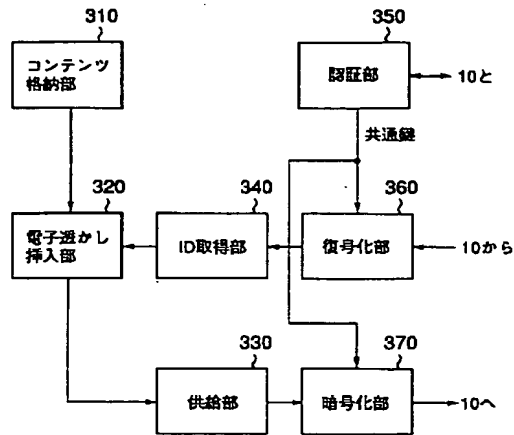 310
コンテンツ
格納部
350
認証部
10と
共通鍵
320
電子透かし
挿入部
340
ID取得部
360
復号化部
10から
330
供給部
370
暗号化部
10へ